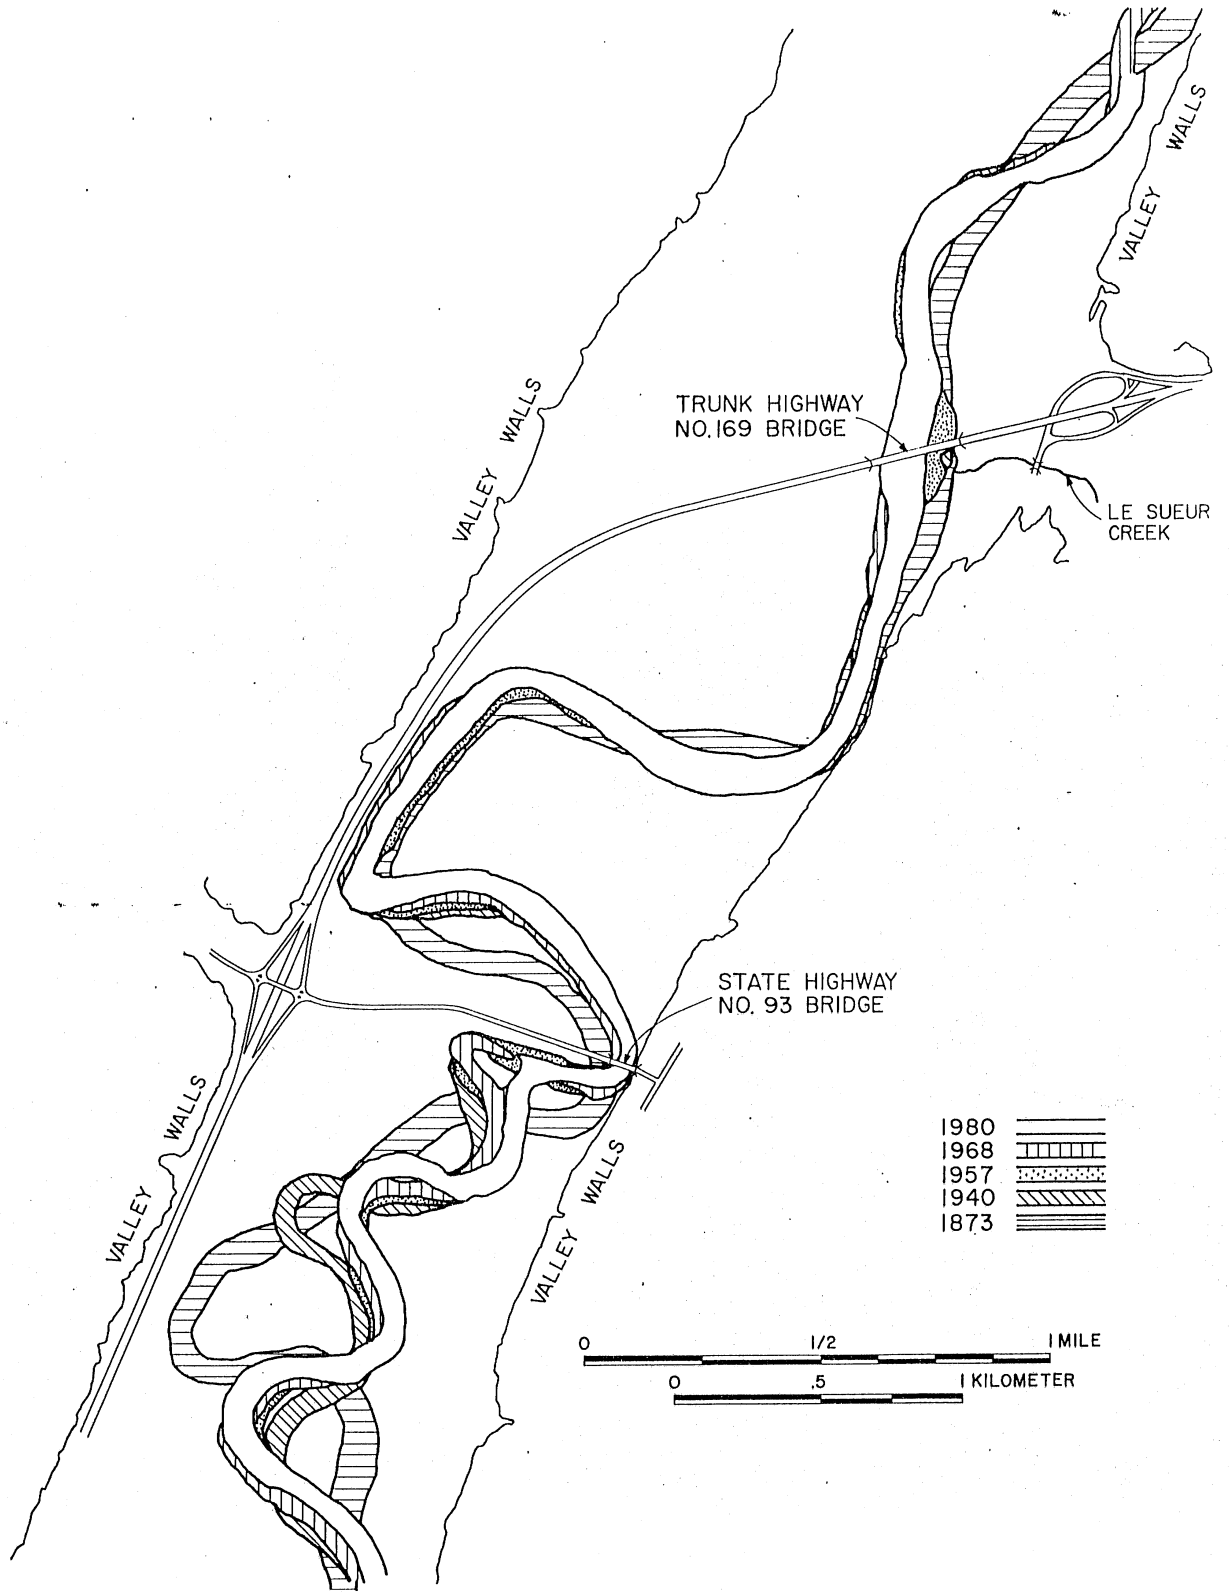 VALLEY WALLS
VALLEY WALLS
TRUNK HIGHWAY
NO. 169 BRIDGE
LE SUEUR
CREEK
STATE HIGHWAY
NO. 93 BRIDGE
VALLEY WALLS
VALLEY WALLS
1980
1968
1957
1940
1873
0 1/2 1 MILE
0 .5 1 KILOMETER